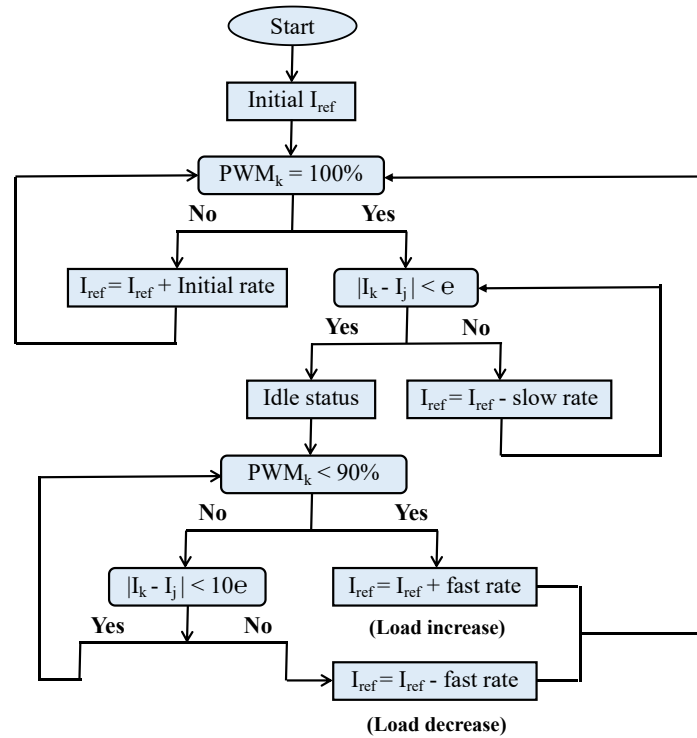 Start
Initial I_ref
PWM_k = 100%
No Yes
I_ref = I_ref + Initial rate
|I_k - I_j| < e
Yes No
Idle status
I_ref = I_ref - slow rate
PWM_k < 90%
No Yes
|I_k - I_j| < 10e
I_ref = I_ref + fast rate
(Load increase)
Yes No
I_ref = I_ref - fast rate
(Load decrease)